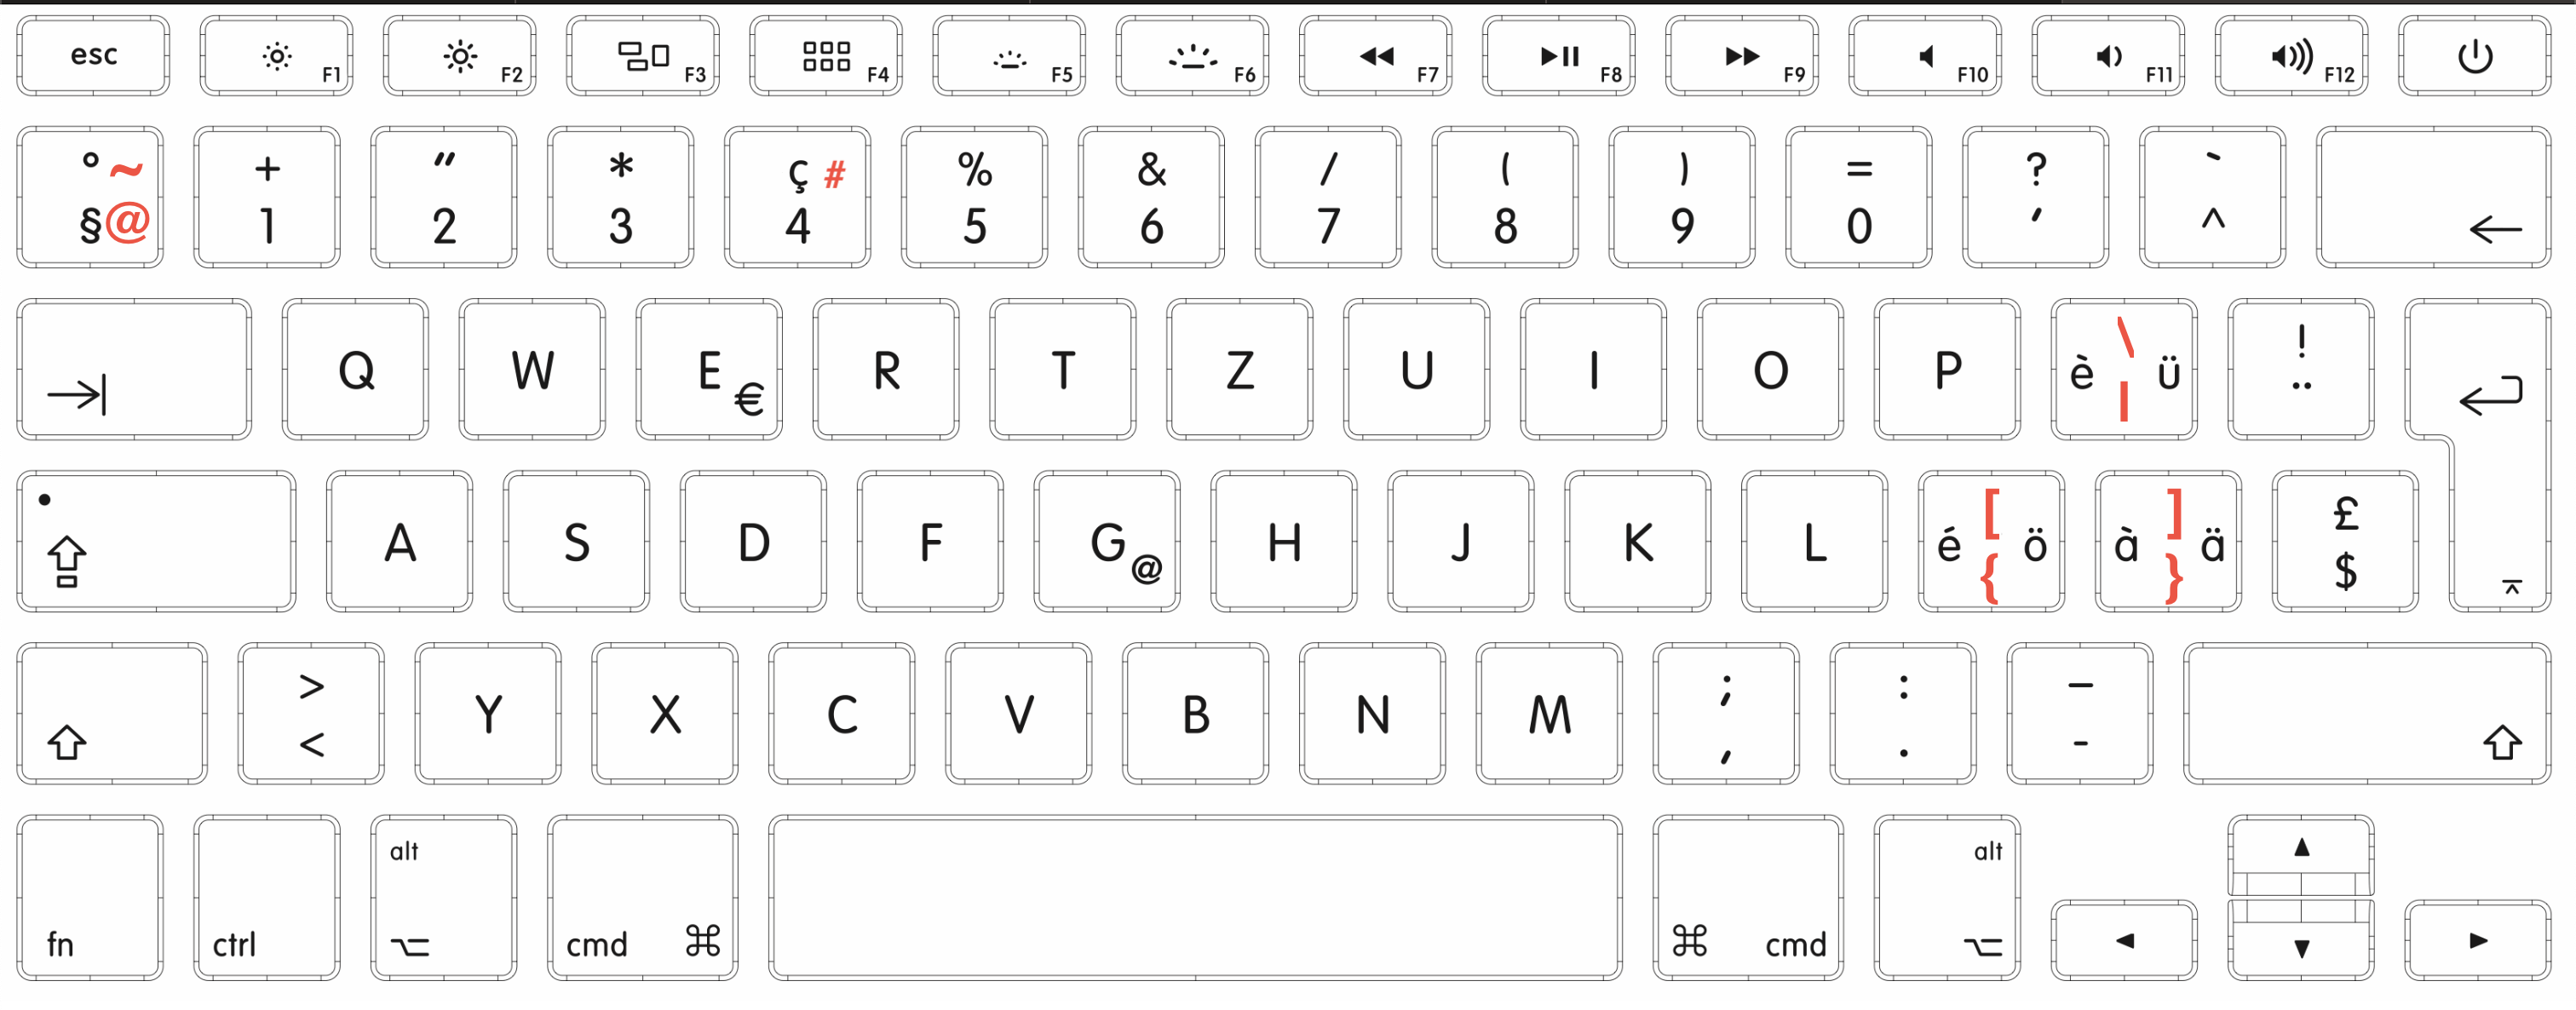 esc F1 F2 F3 F4 F5 F6 F7 F8 F9 F10 F11 F12
° ~ + ″ * ç # % & / ( ) = ? `
§ @ 1 2 3 4 5 6 7 8 9 0 ' ^
Q W E € R T Z U I O P è \ | ü ! ¨
A S D F G @ H J K L é [ { ö à ] } ä £ $
> < Y X C V B N M ; , : . _ -
alt alt
fn ctrl cmd ⌘ ⌘ cmd